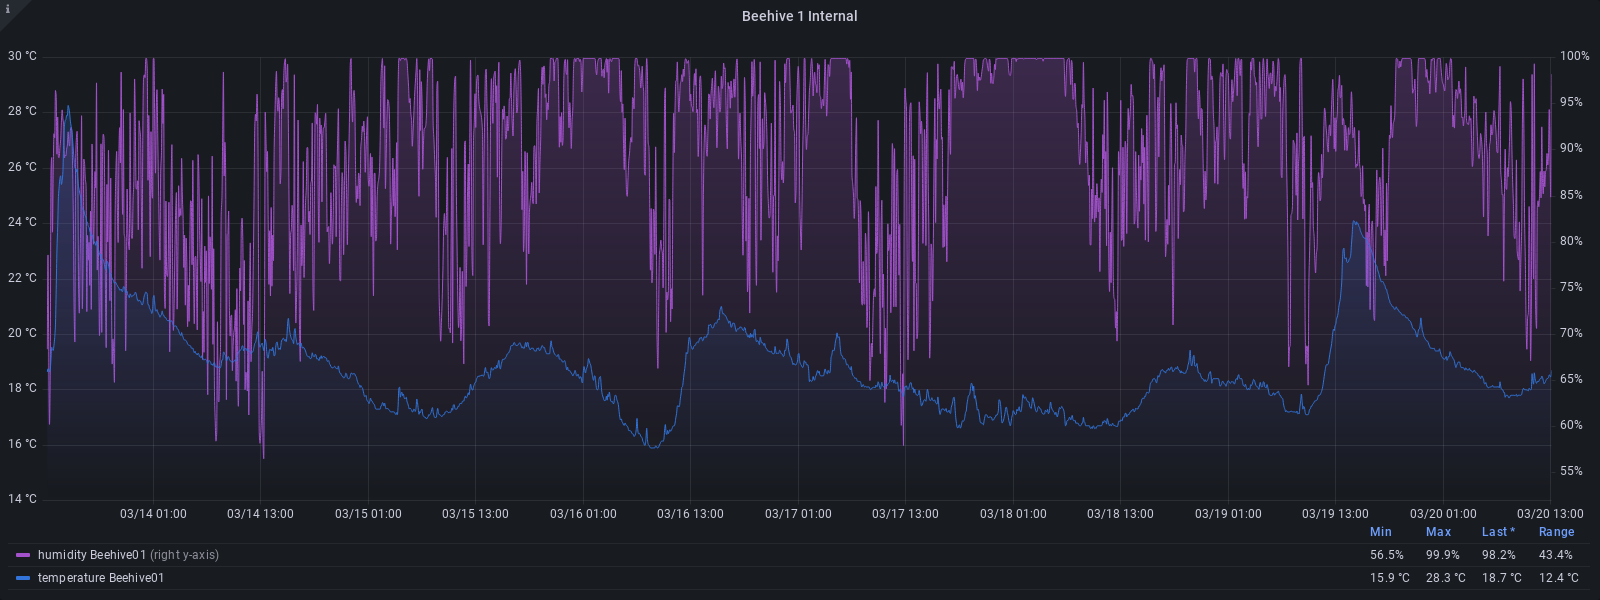 i
Beehive 1 Internal
30 °C
28 °C
26 °C
24 °C
22 °C
20 °C
18 °C
16 °C
14 °C
100%
95%
90%
85%
80%
75%
70%
65%
60%
55%
03/14 01:00 03/14 13:00 03/15 01:00 03/15 13:00 03/16 01:00 03/16 13:00 03/17 01:00 03/17 13:00 03/18 01:00 03/18 13:00 03/19 01:00 03/19 13:00 03/20 01:00 03/20 13:00
Min Max Last * Range
humidity Beehive01 (right y-axis) 56.5% 99.9% 98.2% 43.4%
temperature Beehive01 15.9 °C 28.3 °C 18.7 °C 12.4 °C